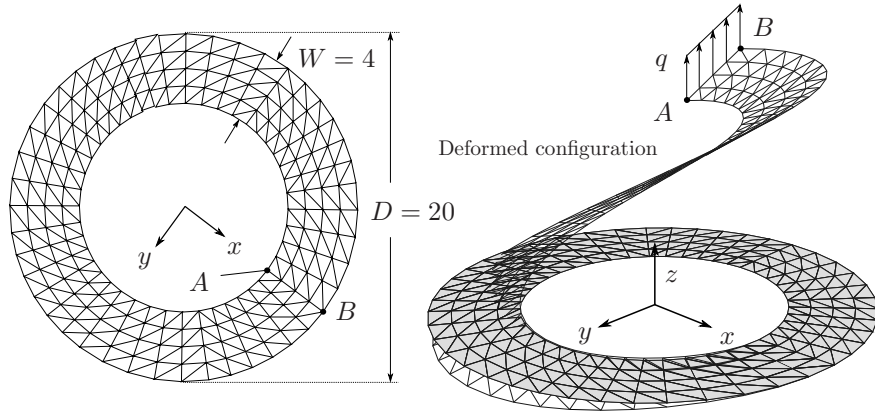 W = 4
D = 20
y
x
A
B
q
A
B
Deformed configuration
z
y
x